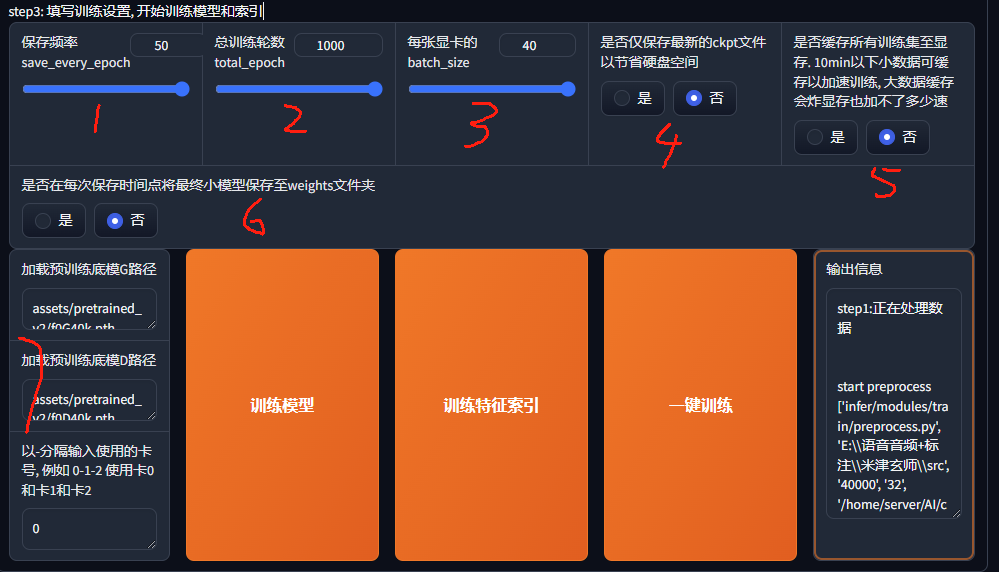 step3: 填写训练设置, 开始训练模型和索引
保存频率
save_every_epoch
50
1
总训练轮数
total_epoch
1000
2
每张显卡的
batch_size
40
3
是否仅保存最新的ckpt文件
以节省硬盘空间
是
否
4
是否缓存所有训练集至显
存. 10min以下小数据可缓
存以加速训练, 大数据缓存
会炸显存也加不了多少速
是
否
5
是否在每次保存时间点将最终小模型保存至weights文件夹
是
否
6
加载预训练底模G路径
assets/pretrained_
v2/f0G40k.pth
加载预训练底模D路径
assets/pretrained_
v2/f0D40k.pth
7
以-分隔输入使用的卡
号, 例如 0-1-2 使用卡0
和卡1和卡2
0
训练模型
训练特征索引
一键训练
输出信息
step1:正在处理数
据
start preprocess
['infer/modules/tra
in/preprocess.py',
'E:\\语音音频+标
注\\米津玄师\\src',
'40000', '32',
'/home/server/AI/c